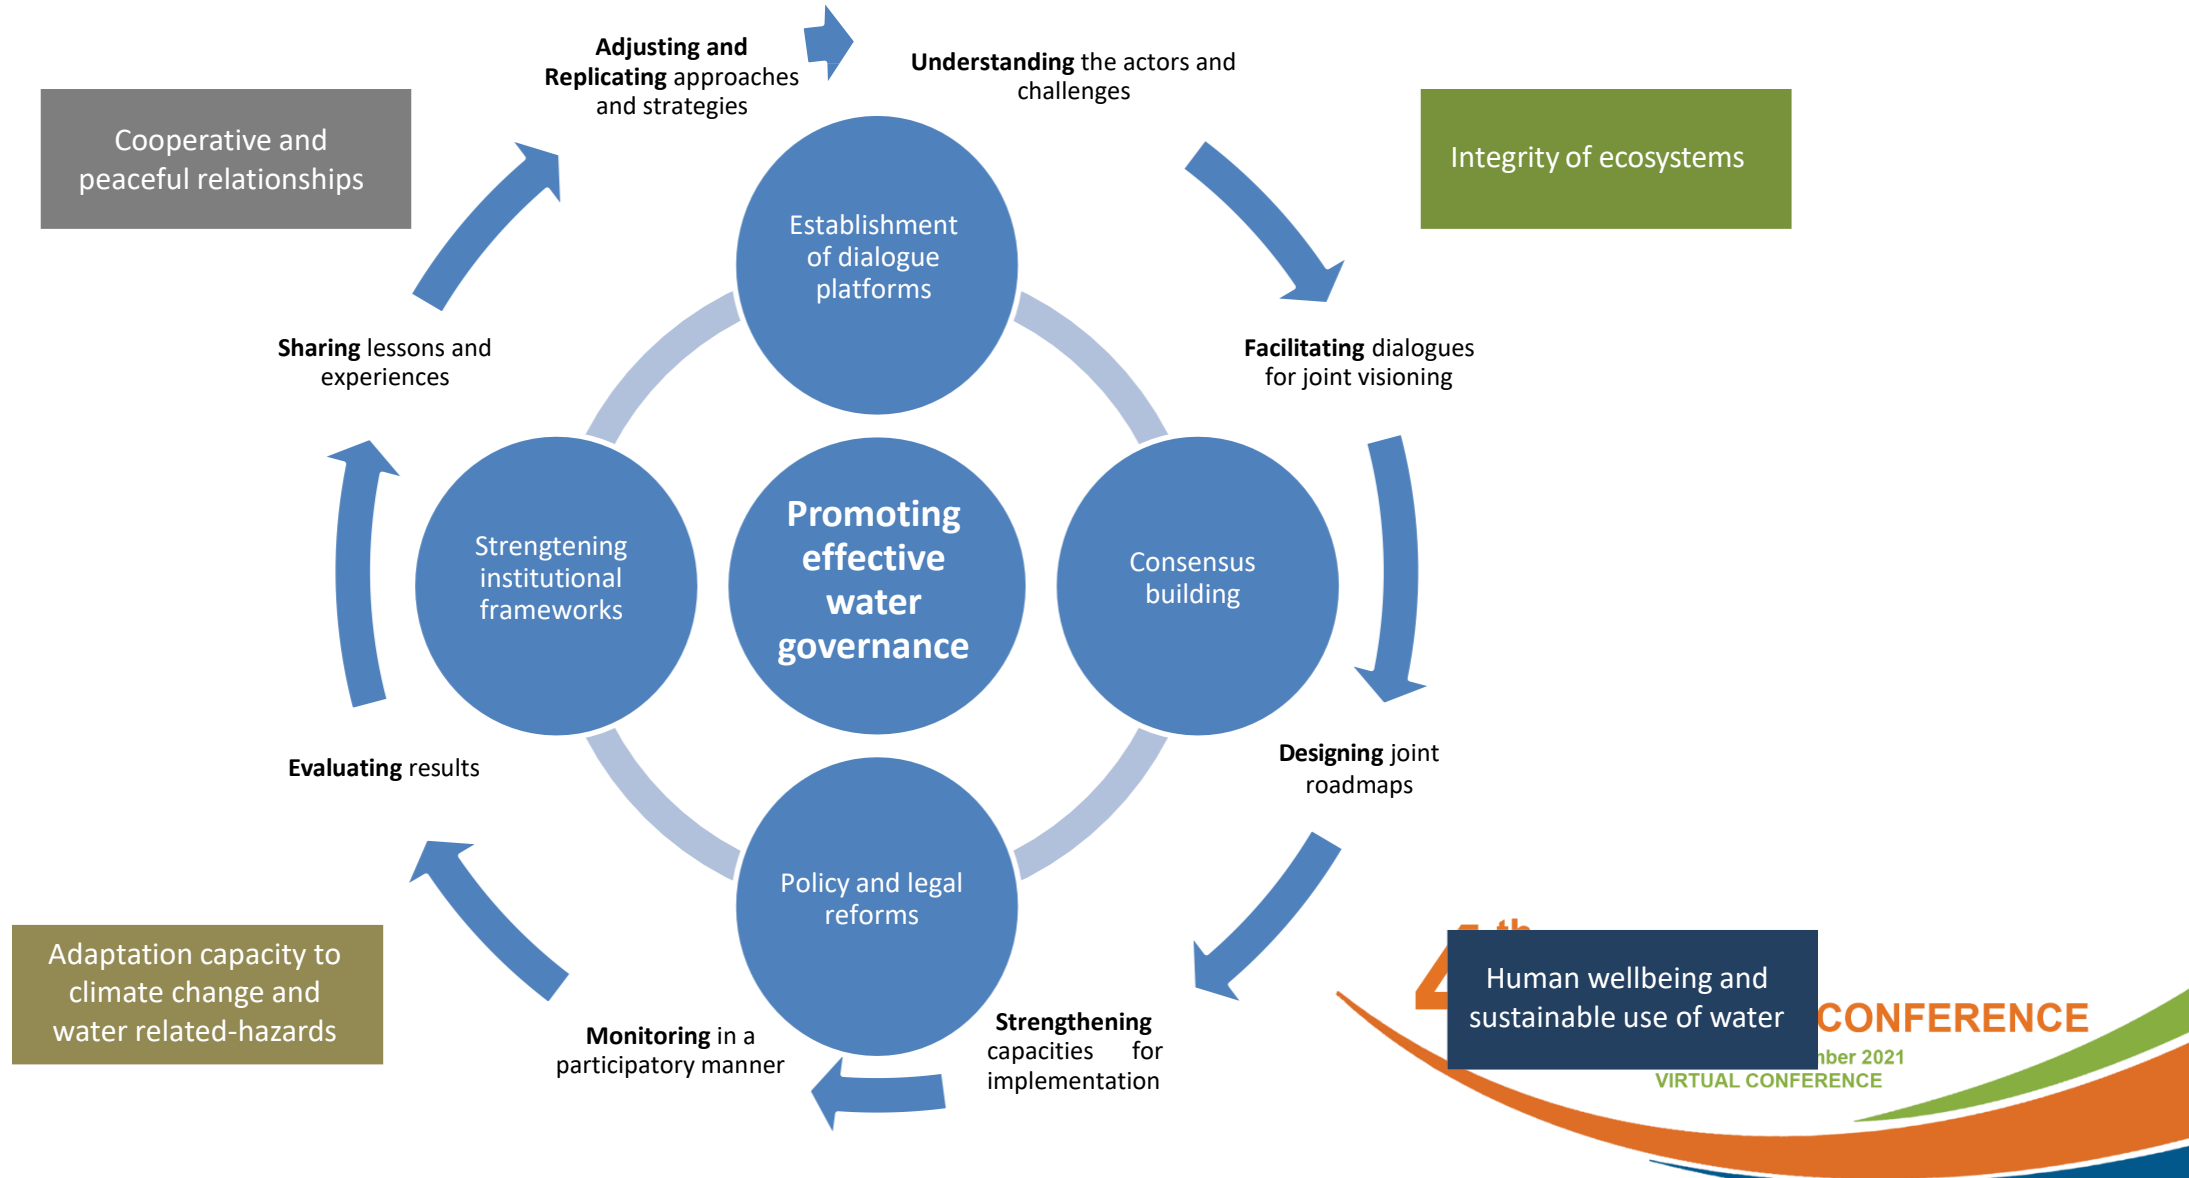 Adjusting and
Replicating approaches
and strategies
Understanding the actors and
challenges
Cooperative and
peaceful relationships
Integrity of ecosystems
Establishment
of dialogue
platforms
Sharing lessons and
experiences
Facilitating dialogues
for joint visioning
Strengtening
institutional
frameworks
Promoting
effective
water
governance
Consensus
building
Evaluating results
Designing joint
roadmaps
Policy and legal
reforms
Adaptation capacity to
climate change and
water related-hazards
Monitoring in a
participatory manner
Strengthening
capacities for
implementation
Human wellbeing and
sustainable use of water
4th
CONFERENCE
2021
VIRTUAL CONFERENCE